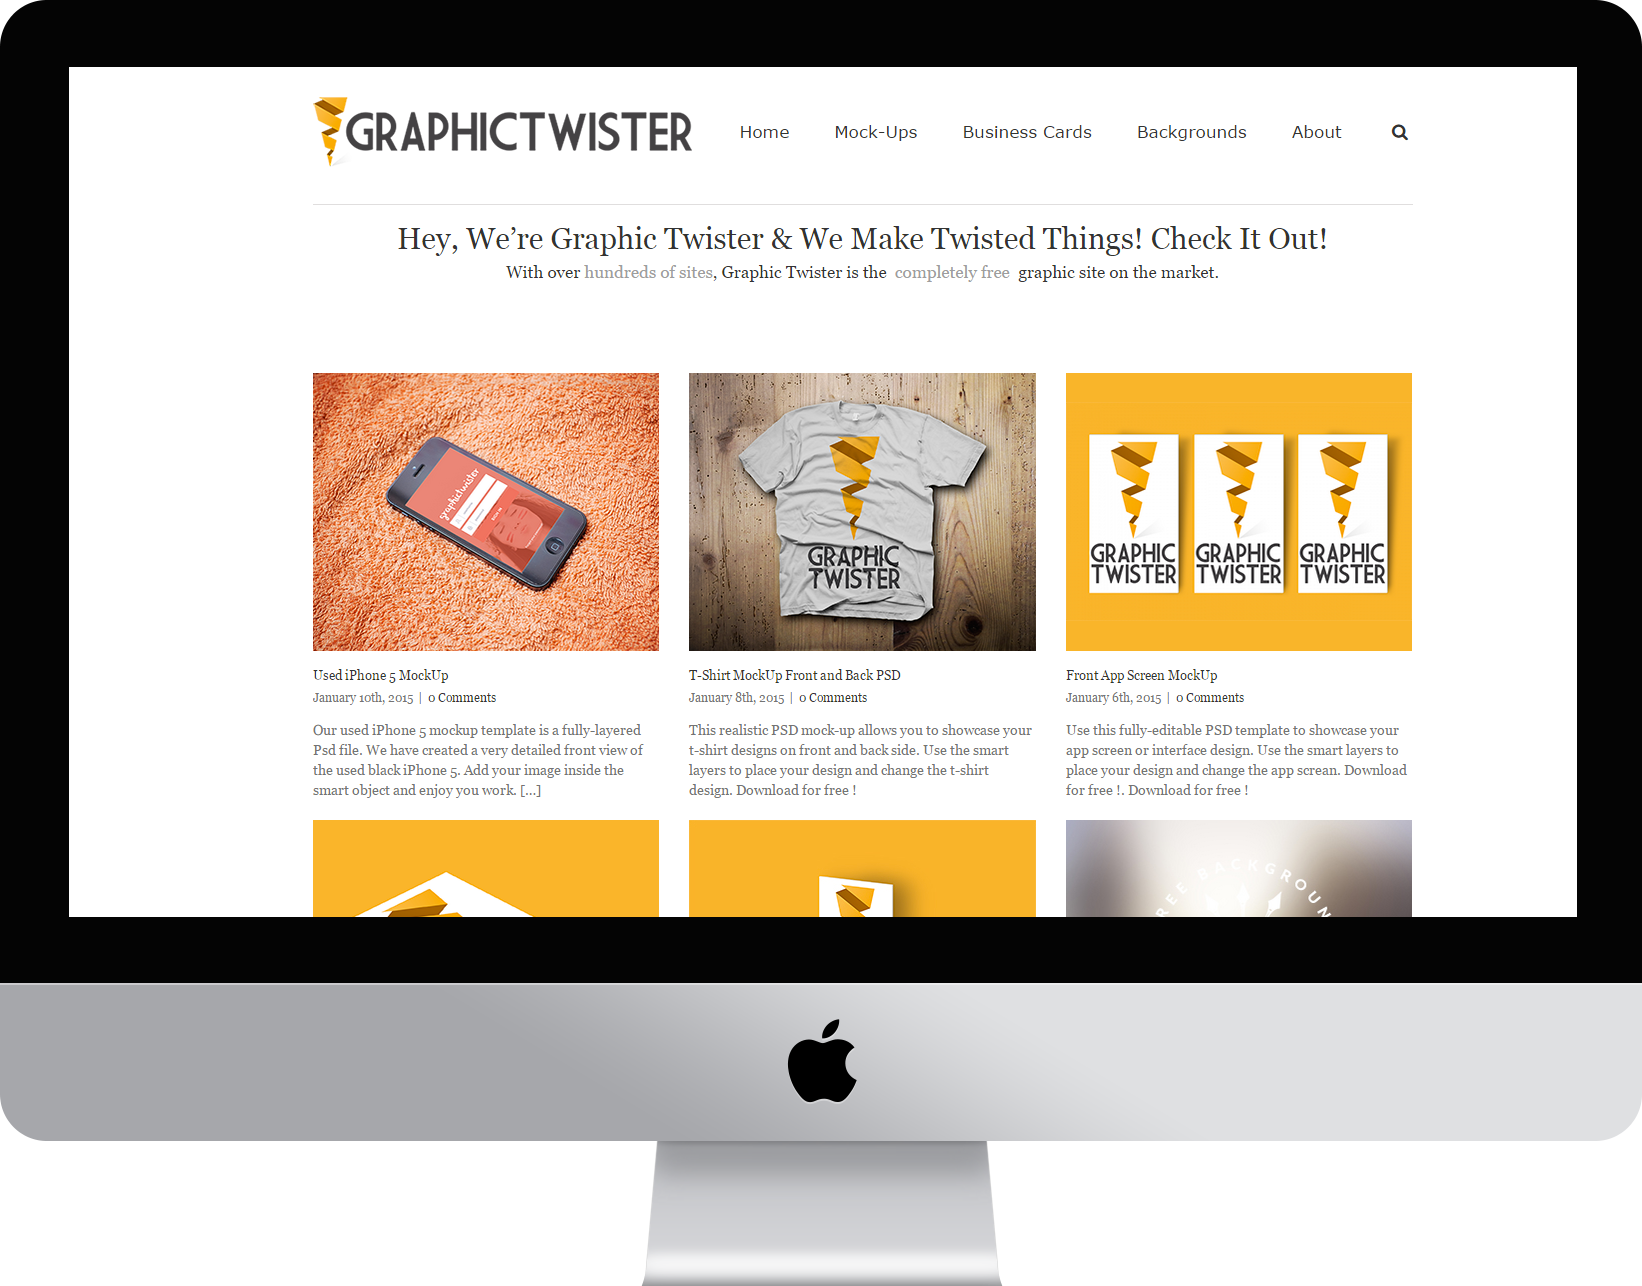 GRAPHICTWISTER
Home Mock-Ups Business Cards Backgrounds About
Hey, We’re Graphic Twister & We Make Twisted Things! Check It Out!
With over hundreds of sites, Graphic Twister is the completely free graphic site on the market.
graphictwister
SIGN IN
GRAPHIC
TWISTER
GRAPHIC
TWISTER
GRAPHIC
TWISTER
GRAPHIC
TWISTER
Used iPhone 5 MockUp
January 10th, 2015 | 0 Comments
Our used iPhone 5 mockup template is a fully-layered
Psd file. We have created a very detailed front view of
the used black iPhone 5. Add your image inside the
smart object and enjoy you work. [...]
T-Shirt MockUp Front and Back PSD
January 8th, 2015 | 0 Comments
This realistic PSD mock-up allows you to showcase your
t-shirt designs on front and back side. Use the smart
layers to place your design and change the t-shirt
design. Download for free !
Front App Screen MockUp
January 6th, 2015 | 0 Comments
Use this fully-editable PSD template to showcase your
app screen or interface design. Use the smart layers to
place your design and change the app screan. Download
for free !. Download for free !
REE BACKGROUN